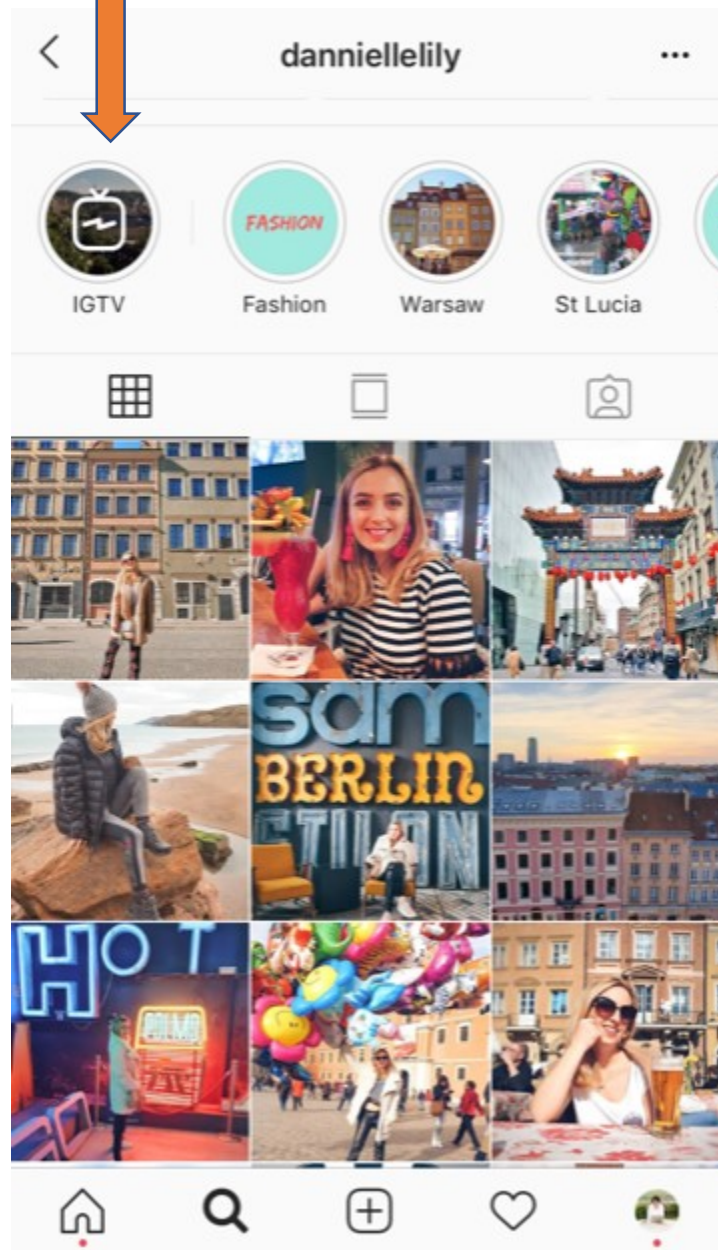 danniellelily
FASHION
IGTV
Fashion
Warsaw
St Lucia
sam
BERLIN
HOT